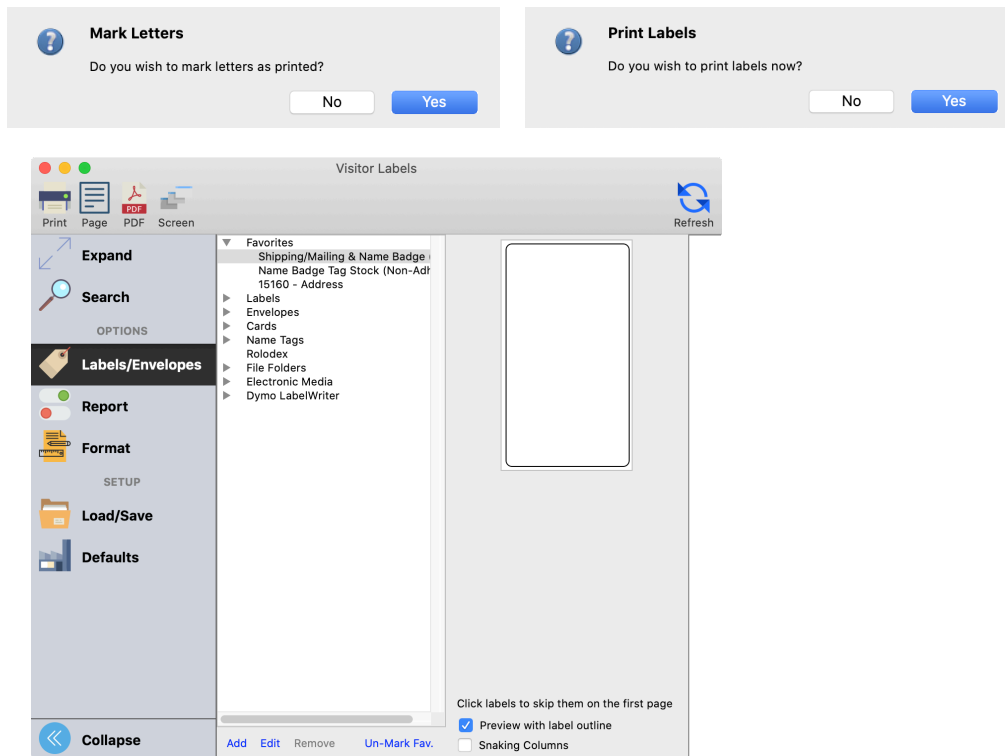 Mark Letters
Do you wish to mark letters as printed?
No
Yes
Print Labels
Do you wish to print labels now?
No
Yes
Visitor Labels
Print
Page
PDF
PDF
Screen
Refresh
Expand
Search
OPTIONS
Labels/Envelopes
Report
Format
SETUP
Load/Save
Defaults
Collapse
Favorites
Shipping/Mailing & Name Badge (
Name Badge Tag Stock (Non-Adh
15160 - Address
Labels
Envelopes
Cards
Name Tags
Rolodex
File Folders
Electronic Media
Dymo LabelWriter
Add
Edit
Remove
Un-Mark Fav.
Click labels to skip them on the first page
Preview with label outline
Snaking Columns